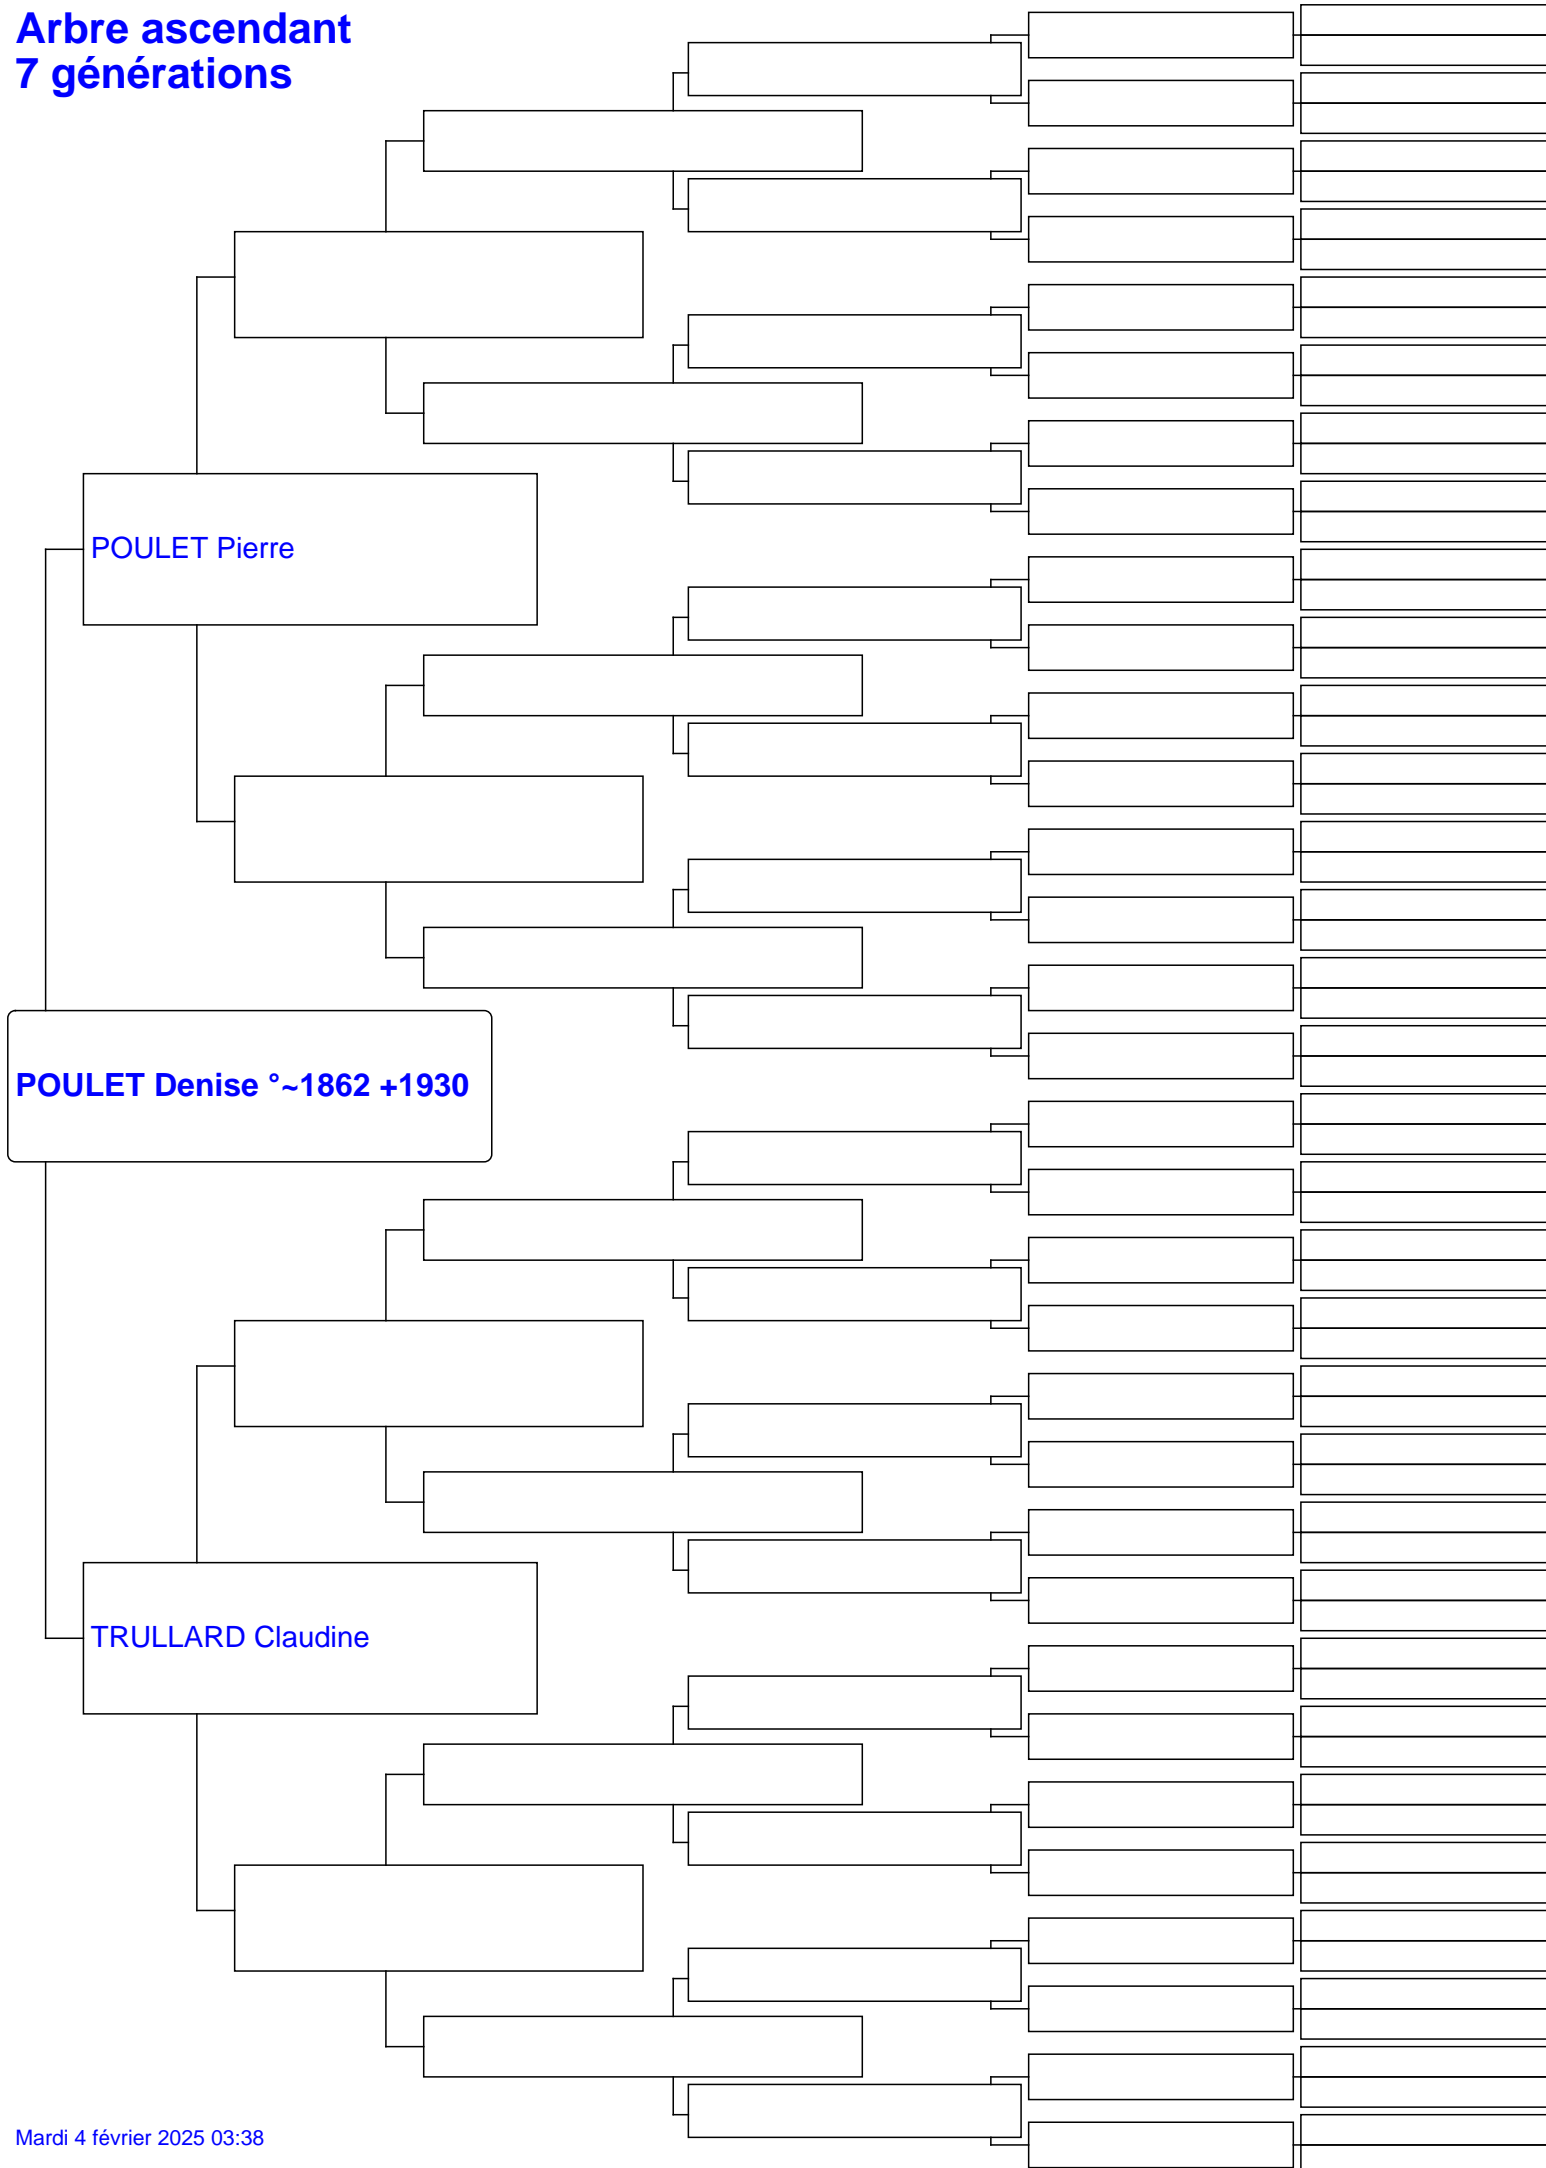 Arbre ascendant
7 générations
POULET Pierre
POULET Denise °~1862 +1930
TRULLARD Claudine
Mardi 4 février 2025 03:38